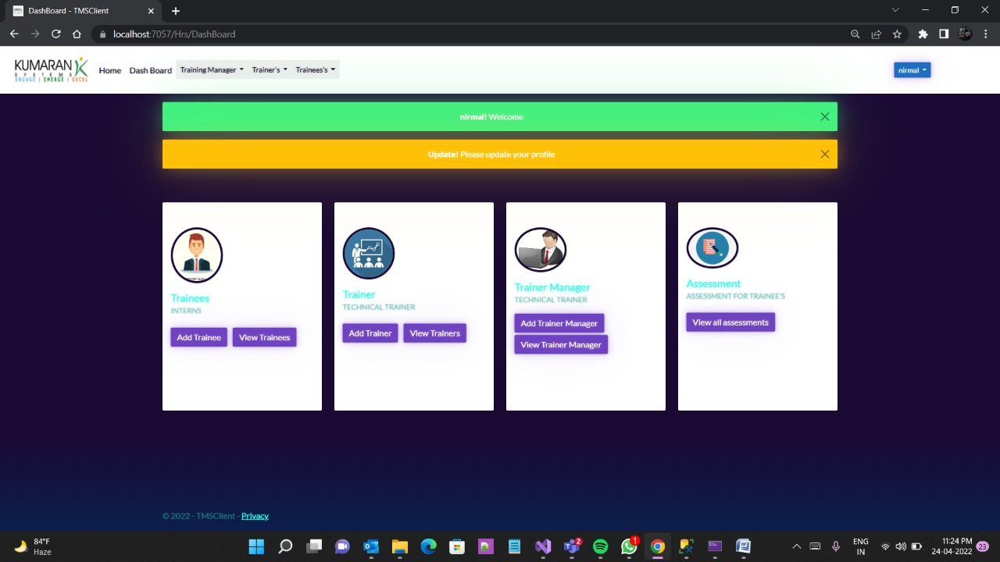 DashBoard - TMSClient
localhost:7057/Hrs/DashBoard
KUMARAN
SYSTEMS
ENGAGE | EMERGE | EXCEL
Home Dash Board Training Manager Trainer's Trainees's nirmal
nirmal! Welcome
Update! Please update your profile
Trainees
INTERNS
Add Trainee View Trainees
Trainer
TECHNICAL TRAINER
Add Trainer View Trainers
Trainer Manager
TECHNICAL TRAINER
Add Trainer Manager
View Trainer Manager
Assessment
ASSESSMENT FOR TRAINEE'S
View all assessments
© 2022 - TMSClient - Privacy
84°F
Haze
2
1
ENG
IN
11:24 PM
24-04-2022
23